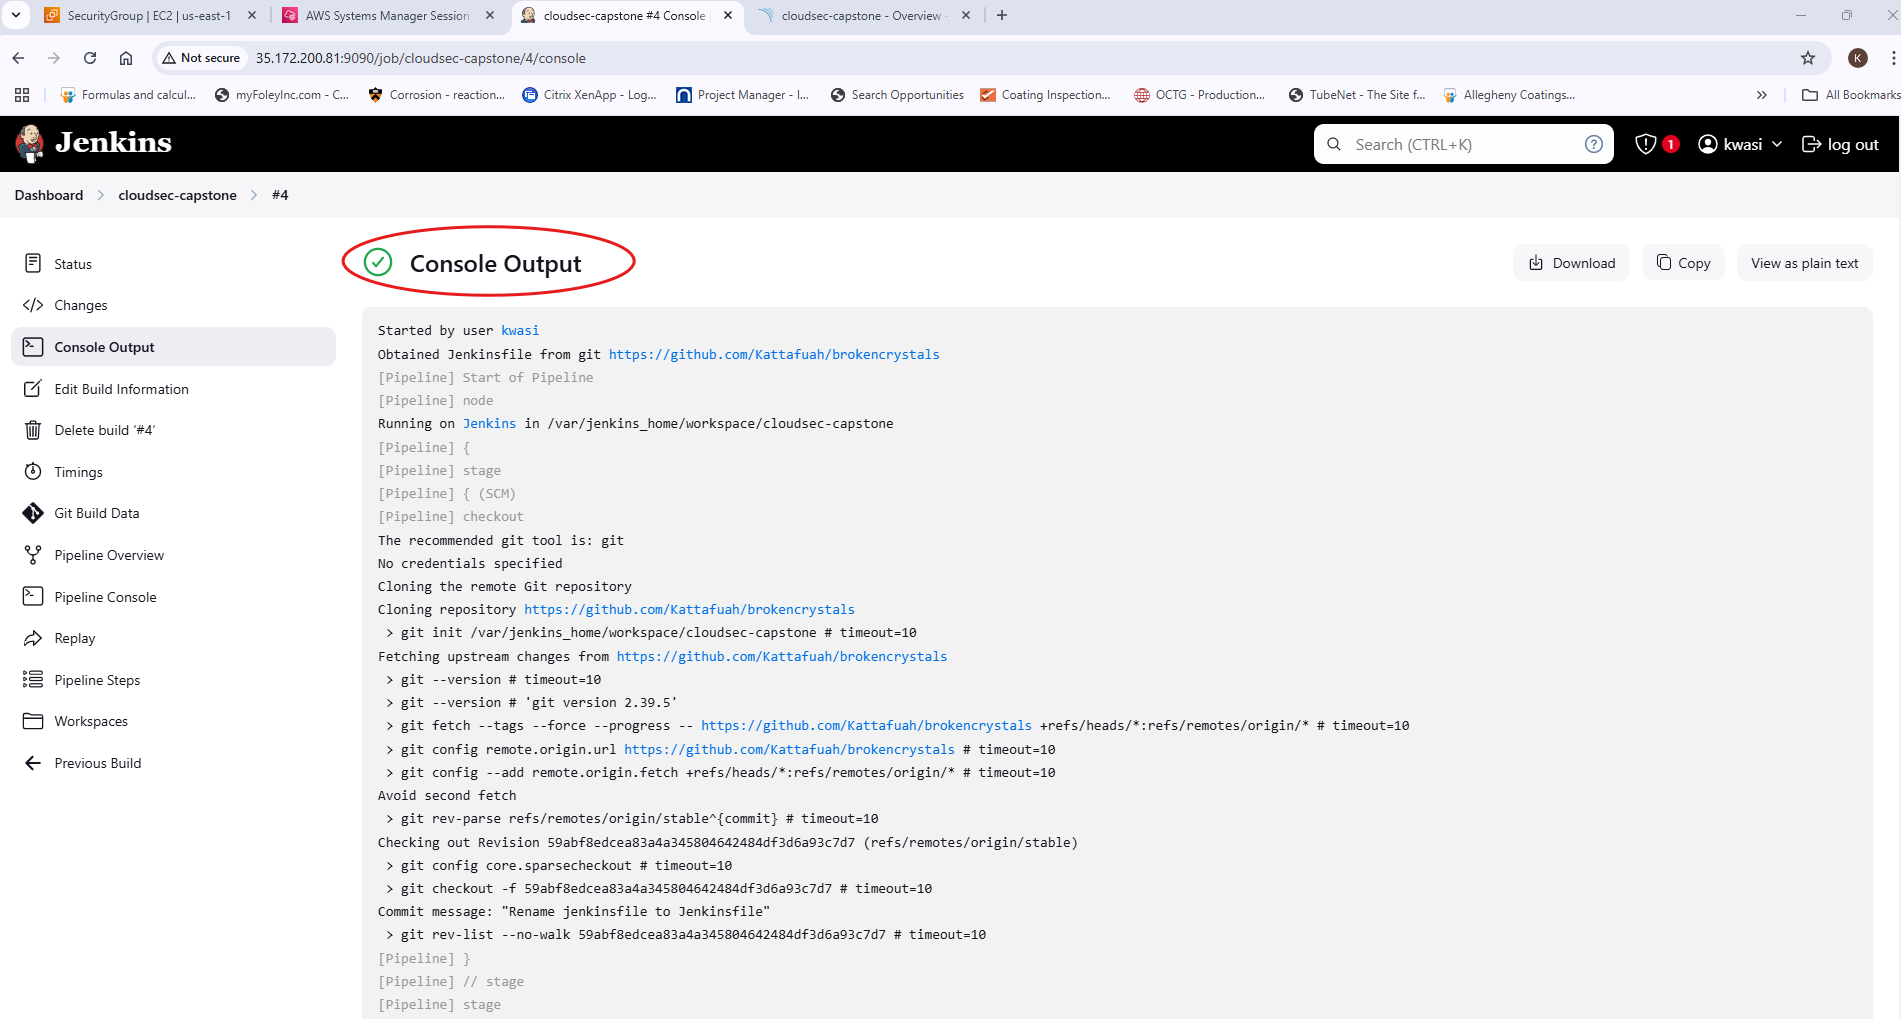 SecurityGroup | EC2 | us-east-1
AWS Systems Manager Session
cloudsec-capstone #4 Console
cloudsec-capstone - Overview -
Not secure
35.172.200.81:9090/job/cloudsec-capstone/4/console
K
Formulas and calcul...
myFoleyInc.com - C...
Corrosion - reaction...
Citrix XenApp - Log...
Project Manager - I...
Search Opportunities
Coating Inspection...
OCTG - Production...
TubeNet - The Site f...
Allegheny Coatings...
All Bookmarks
Jenkins
Search (CTRL+K)
1
kwasi
log out
Dashboard
cloudsec-capstone
#4
Status
Changes
Console Output
Edit Build Information
Delete build ‘#4’
Timings
Git Build Data
Pipeline Overview
Pipeline Console
Replay
Pipeline Steps
Workspaces
Previous Build
Console Output
Download
Copy
View as plain text
Started by user kwasi
Obtained Jenkinsfile from git https://github.com/Kattafuah/brokencrystals
[Pipeline] Start of Pipeline
[Pipeline] node
Running on Jenkins in /var/jenkins_home/workspace/cloudsec-capstone
[Pipeline] {
[Pipeline] stage
[Pipeline] { (SCM)
[Pipeline] checkout
The recommended git tool is: git
No credentials specified
Cloning the remote Git repository
Cloning repository https://github.com/Kattafuah/brokencrystals
> git init /var/jenkins_home/workspace/cloudsec-capstone # timeout=10
Fetching upstream changes from https://github.com/Kattafuah/brokencrystals
> git --version # timeout=10
> git --version # 'git version 2.39.5'
> git fetch --tags --force --progress -- https://github.com/Kattafuah/brokencrystals +refs/heads/*:refs/remotes/origin/* # timeout=10
> git config remote.origin.url https://github.com/Kattafuah/brokencrystals # timeout=10
> git config --add remote.origin.fetch +refs/heads/*:refs/remotes/origin/* # timeout=10
Avoid second fetch
> git rev-parse refs/remotes/origin/stable^{commit} # timeout=10
Checking out Revision 59abf8edcea83a4a345804642484df3d6a93c7d7 (refs/remotes/origin/stable)
> git config core.sparsecheckout # timeout=10
> git checkout -f 59abf8edcea83a4a345804642484df3d6a93c7d7 # timeout=10
Commit message: "Rename jenkinsfile to Jenkinsfile"
> git rev-list --no-walk 59abf8edcea83a4a345804642484df3d6a93c7d7 # timeout=10
[Pipeline] }
[Pipeline] // stage
[Pipeline] stage